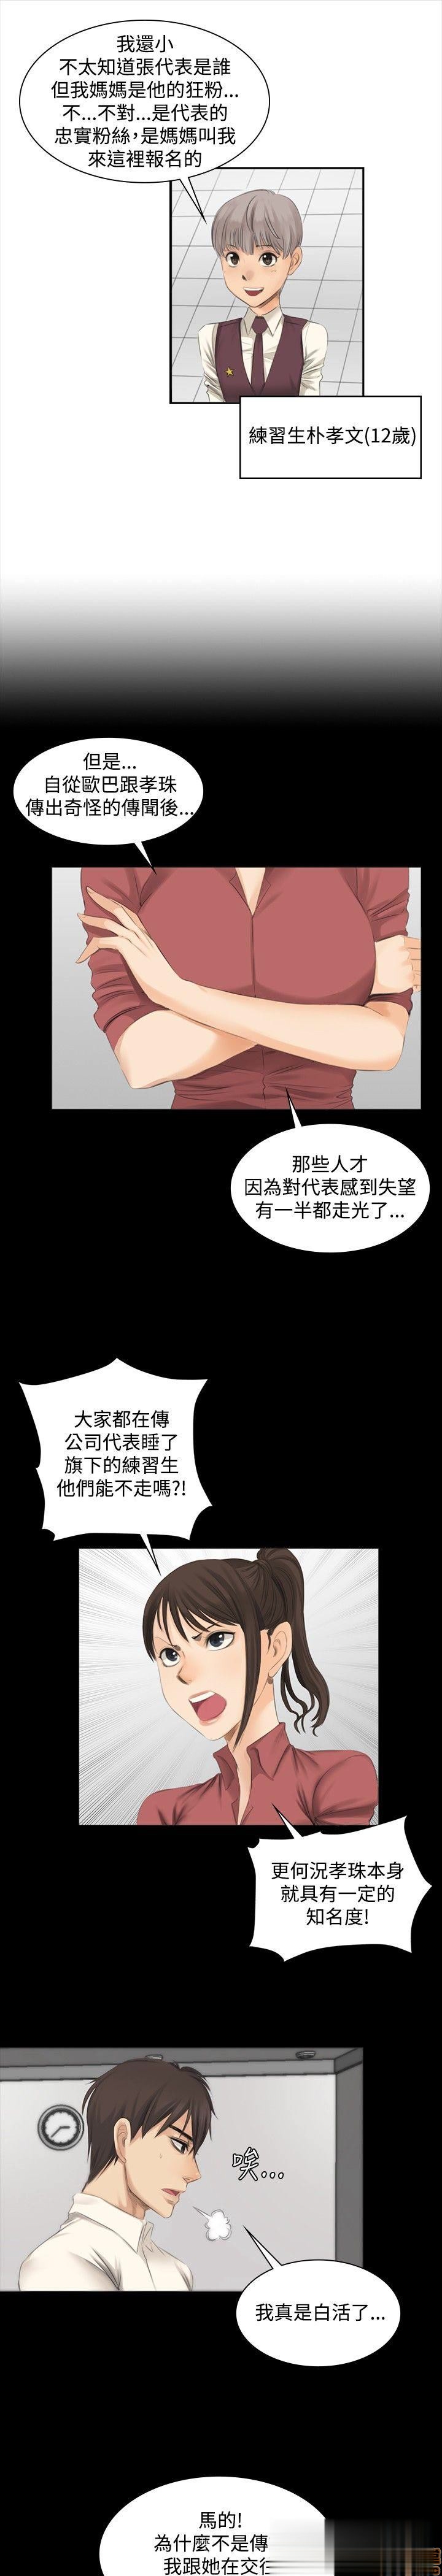 我還小
不太知道張代表是誰
但我媽媽是他的狂粉...
不...不對...是代表的
忠實粉絲,是媽媽叫我
來這裡報名的
練習生朴孝文(12歲)
但是...
自從歐巴跟孝珠
傳出奇怪的傳聞後...
那些人才
因為對代表感到失望
有一半都走光了...
大家都在傳
公司代表睡了
旗下的練習生
他們能不走嗎?!
更何況孝珠本身
就具有一定的
知名度!
唉...
我真是白活了...
馬的!
為什麼不是傳
我跟她在交往